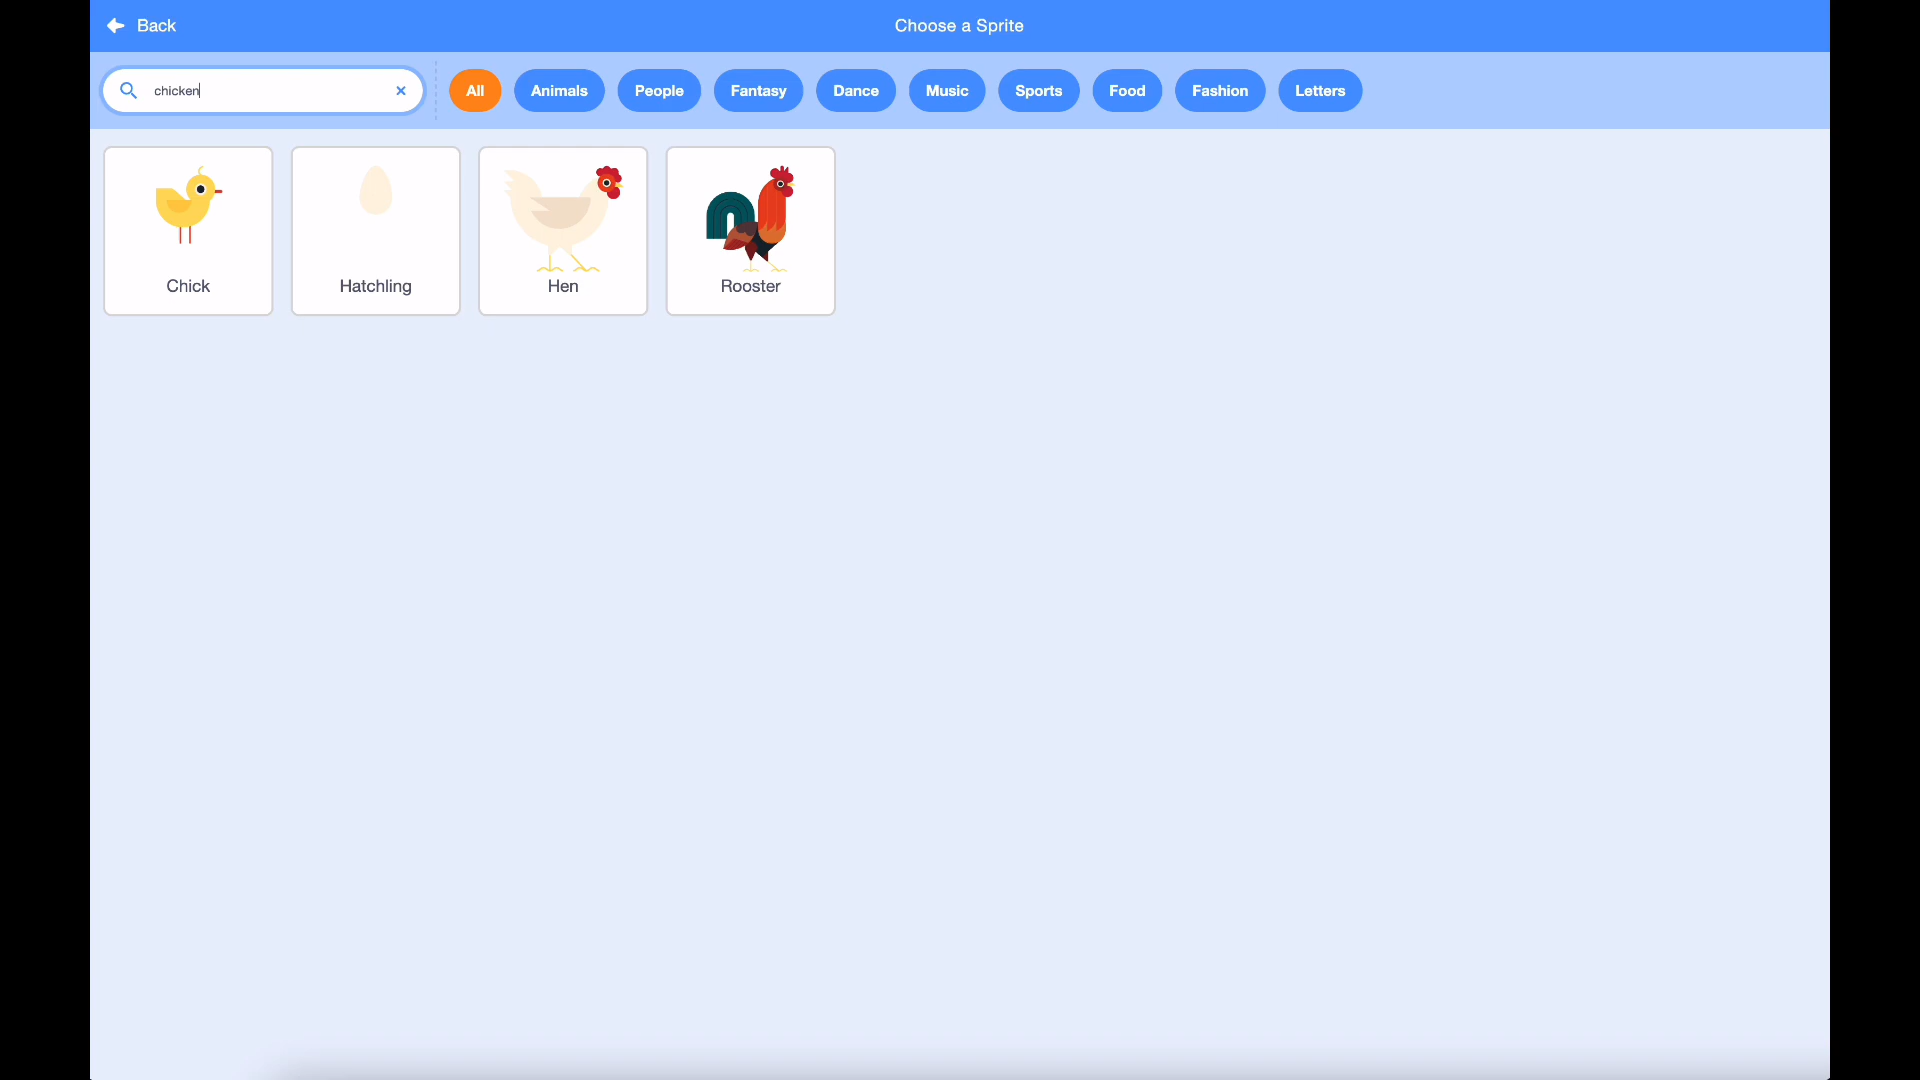 Back
Choose a Sprite
chicken
All
Animals
People
Fantasy
Dance
Music
Sports
Food
Fashion
Letters
Chick
Hatchling
Hen
Rooster